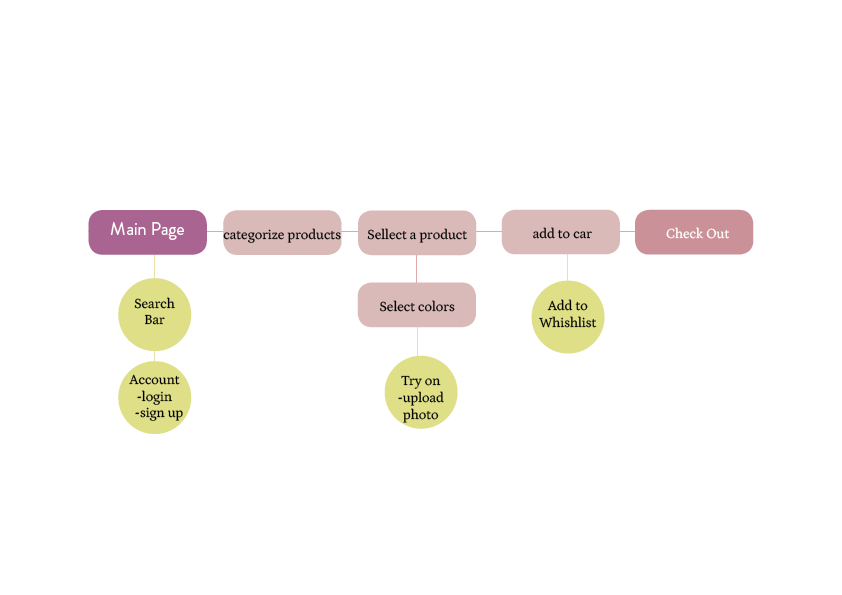 Main Page
categorize products
Sellect a product
add to car
Check Out
Search
Bar
Select colors
Add to
Whishlist
Account
-login
-sign up
Try on
-upload
photo